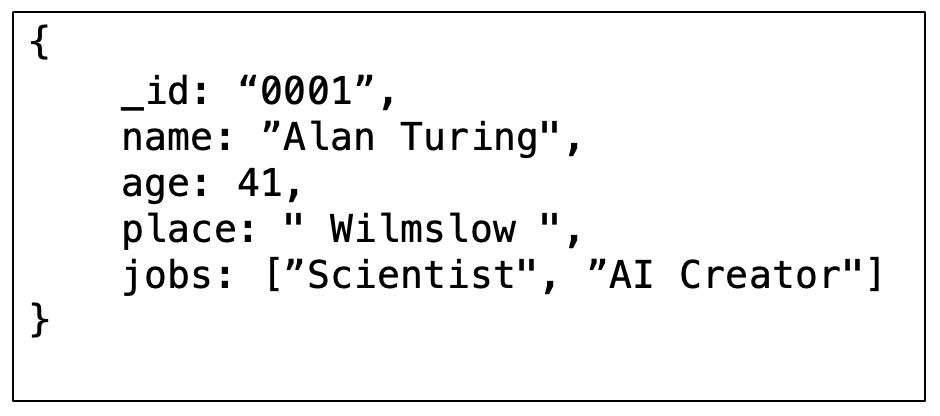 {
    _id: “0001”,
    name: ”Alan Turing",
    age: 41,
    place: " Wilmslow ",
    jobs: [”Scientist", ”AI Creator"]
}